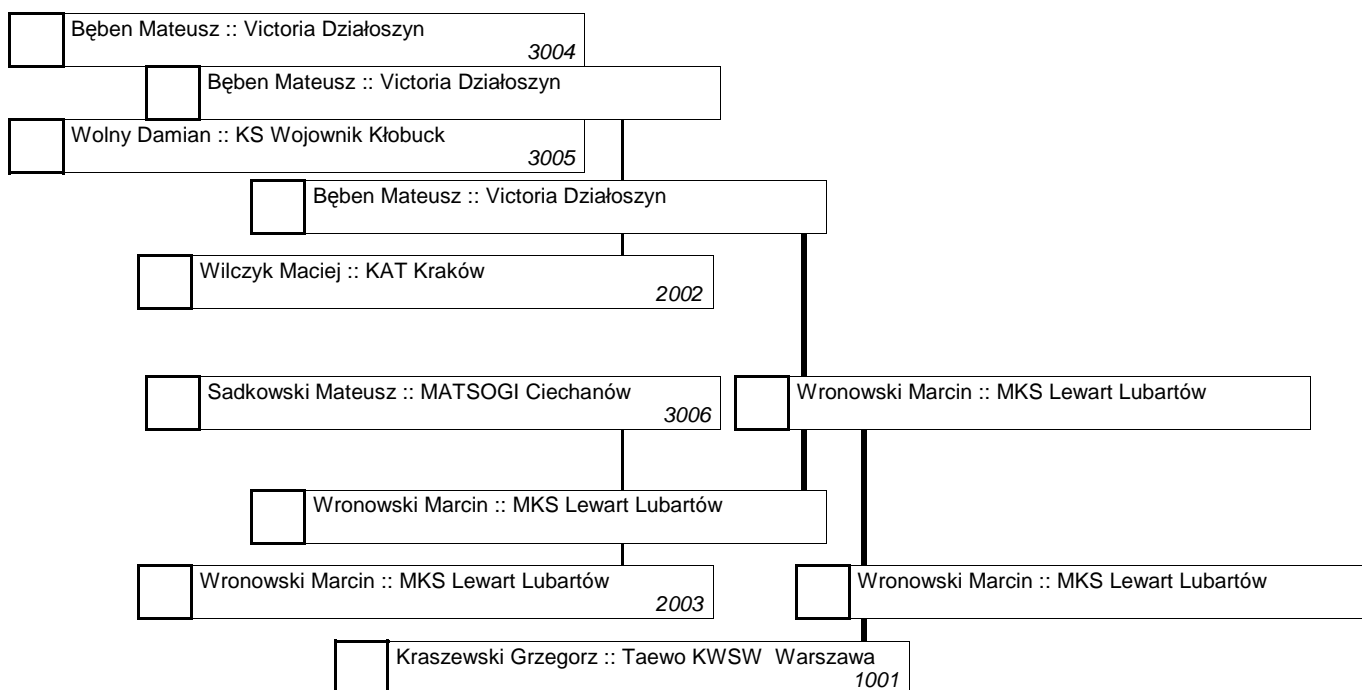 Bęben Mateusz :: Victoria Działoszyn
3004
Bęben Mateusz :: Victoria Działoszyn
Wolny Damian :: KS Wojownik Kłobuck
3005
Bęben Mateusz :: Victoria Działoszyn
Wilczyk Maciej :: KAT Kraków
2002
Sadkowski Mateusz :: MATSOGI Ciechanów
3006
Wronowski Marcin :: MKS Lewart Lubartów
Wronowski Marcin :: MKS Lewart Lubartów
Wronowski Marcin :: MKS Lewart Lubartów
2003
Wronowski Marcin :: MKS Lewart Lubartów
Kraszewski Grzegorz :: Taewo KWSW  Warszawa
1001